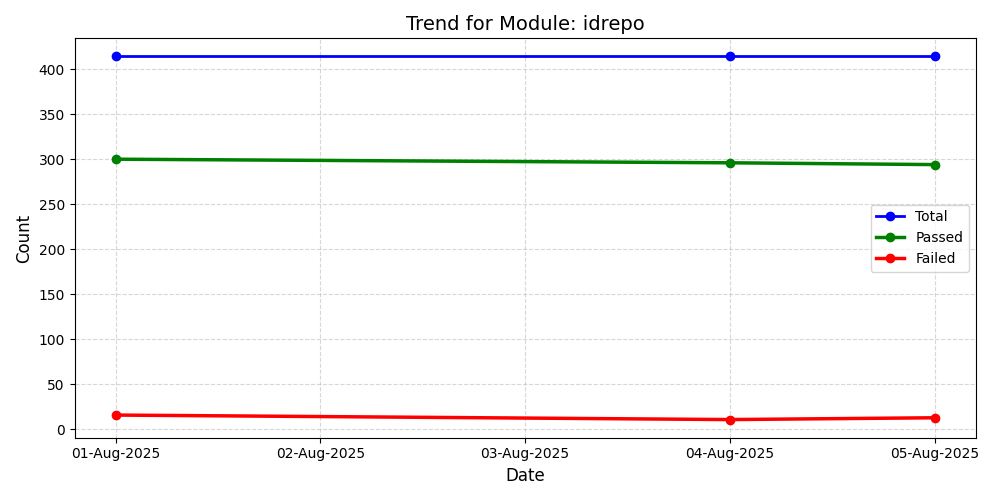 Trend for Module: idrepo
Count
400
350
300
250
200
150
100
50
0
Total
Passed
Failed
01-Aug-2025
02-Aug-2025
03-Aug-2025
04-Aug-2025
05-Aug-2025
Date